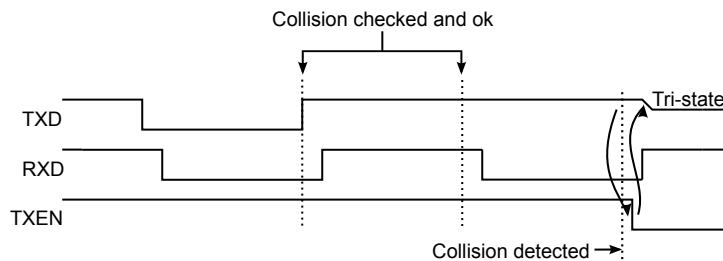 Collision checked and ok
Tri-state
TXD
RXD
TXEN
Collision detected